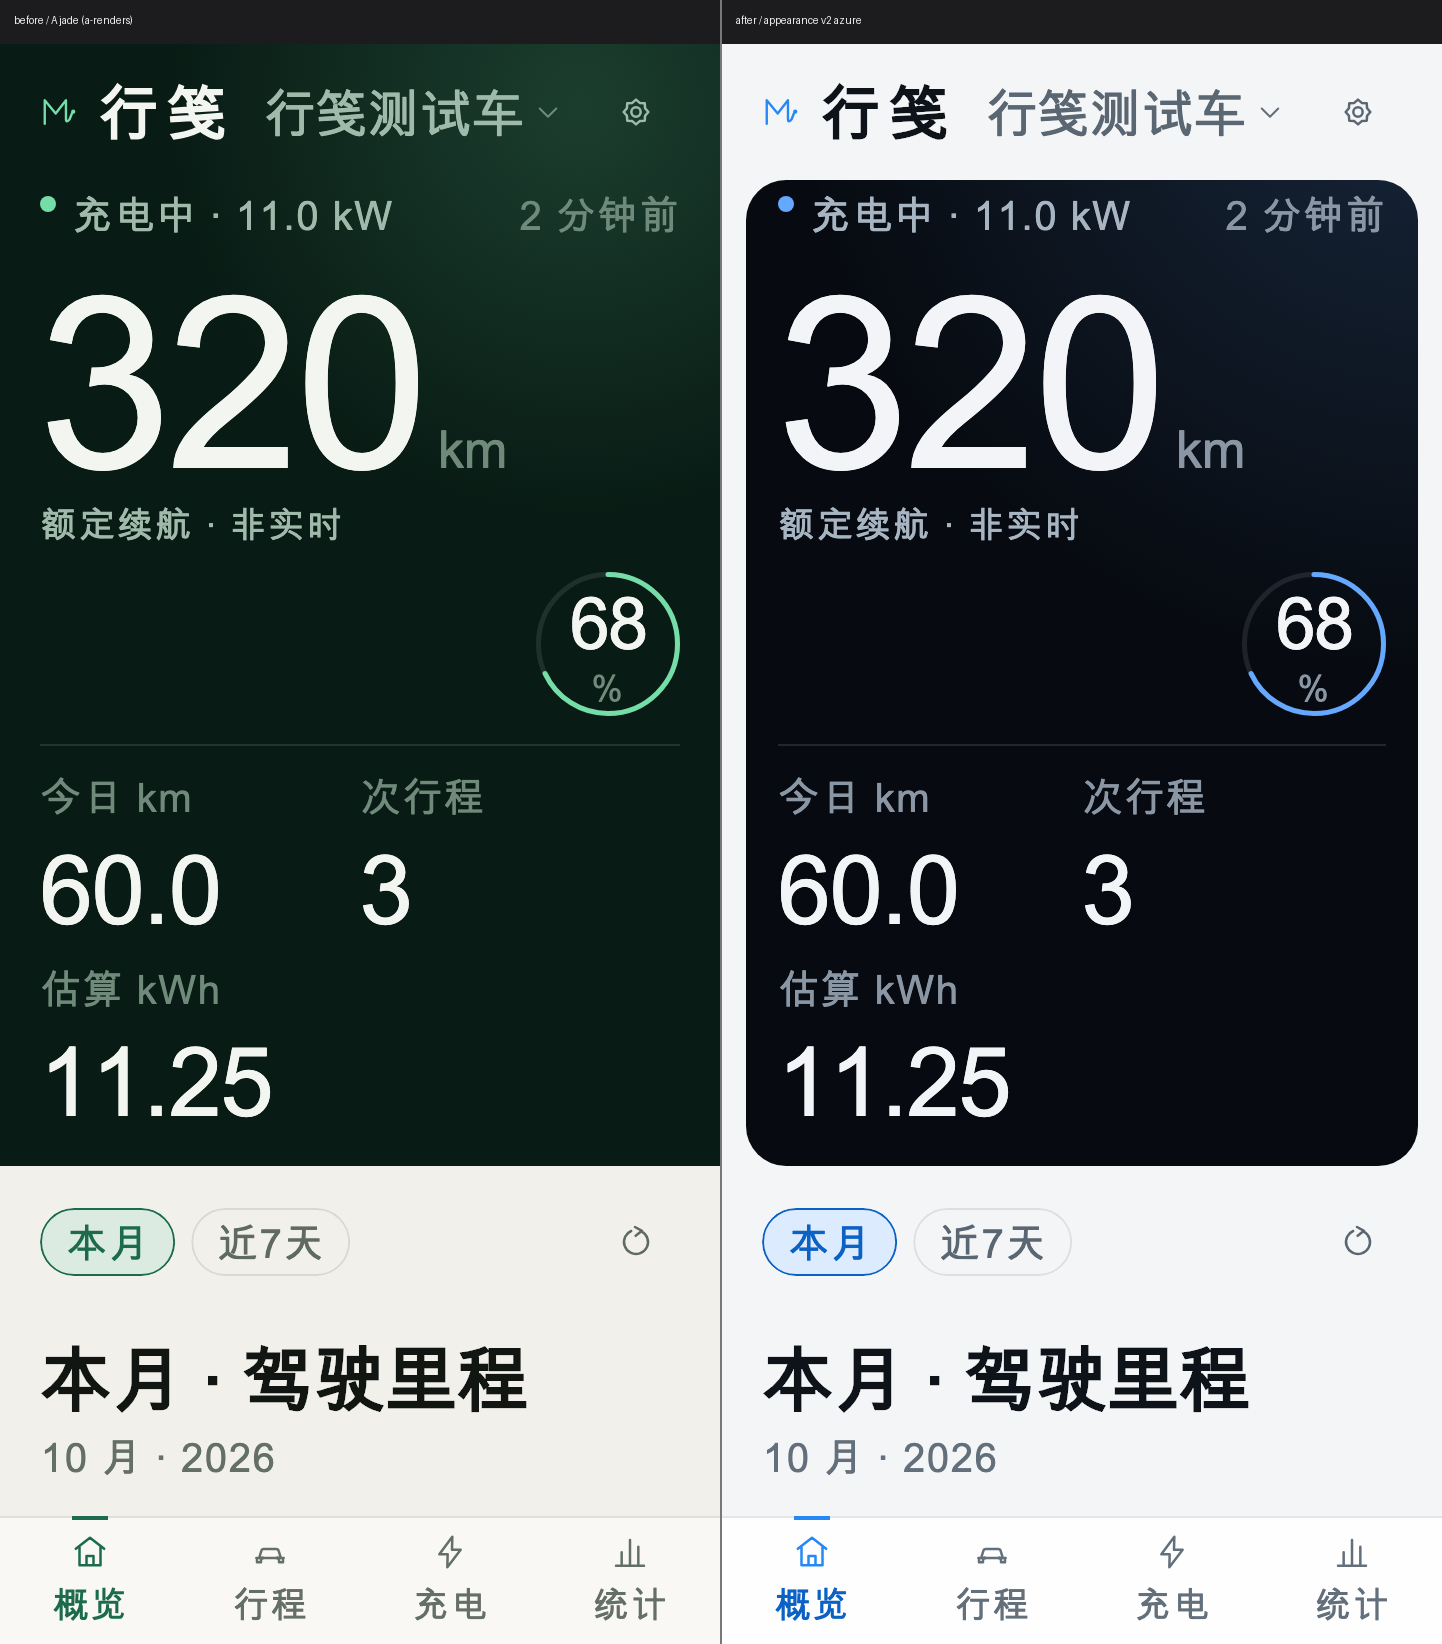 before / A jade (a-renders)
行笺 行笺测试车
充电中 · 11.0 kW 2 分钟前
320 km
额定续航 · 非实时
68
%
今日 km 次行程
60.0 3
估算 kWh
11.25
本月 近7天
本月 · 驾驶里程
10 月 · 2026
概览 行程 充电 统计
after / appearance v2 azure
行笺 行笺测试车
充电中 · 11.0 kW 2 分钟前
320 km
额定续航 · 非实时
68
%
今日 km 次行程
60.0 3
估算 kWh
11.25
本月 近7天
本月 · 驾驶里程
10 月 · 2026
概览 行程 充电 统计